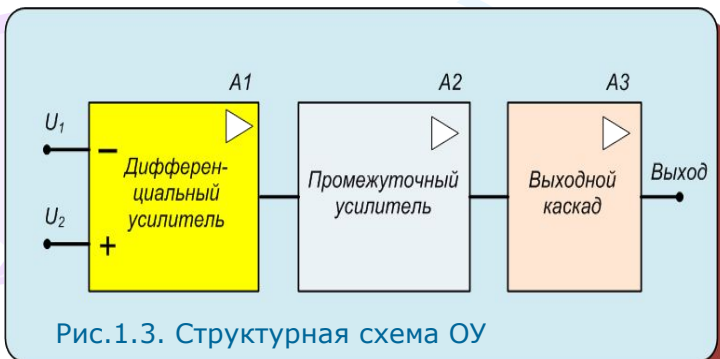 A1
A2
A3
U1
–
Дифферен-
циальный
усилитель
Промежуточный
усилитель
Выходной
каскад
Выход
U2
+
Рис.1.3. Структурная схема ОУ